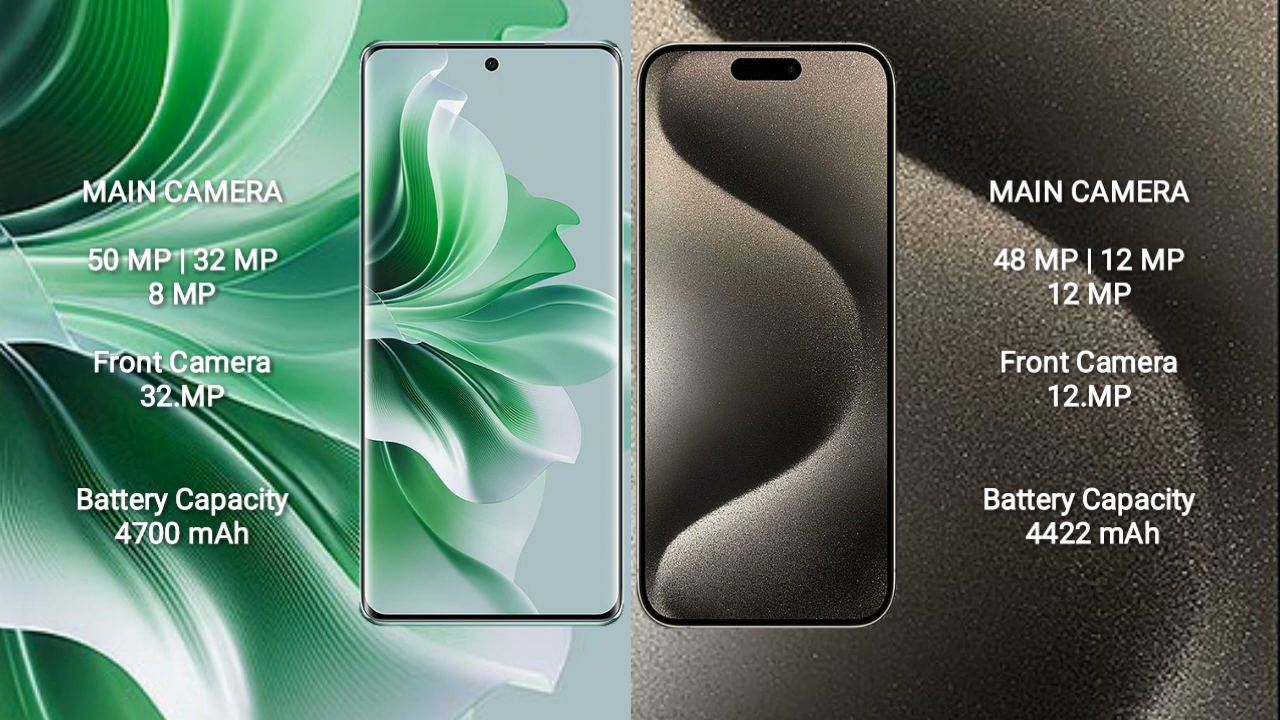 MAIN CAMERA
50 MP | 32 MP
8 MP
Front Camera
32.MP
Battery Capacity
4700 mAh
MAIN CAMERA
48 MP | 12 MP
12 MP
Front Camera
12.MP
Battery Capacity
4422 mAh